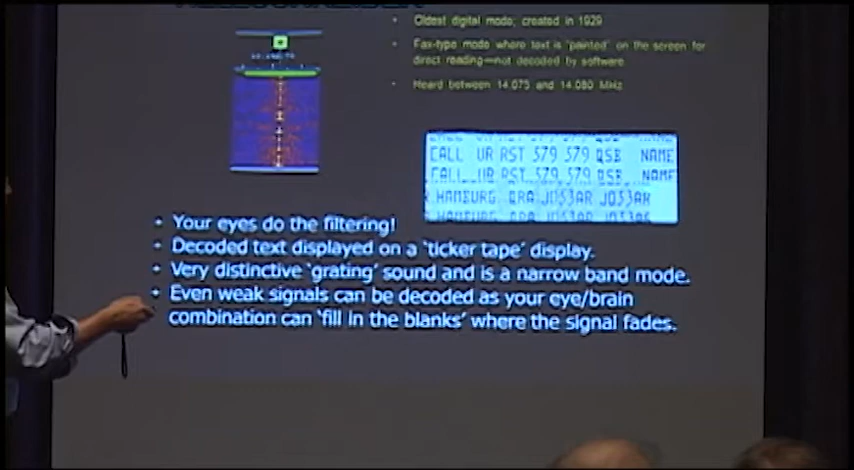 • Oldest digital mode, created in 1929
• Fax-type mode where text is "painted" on the screen for
direct reading—not decoded by software
• Heard between 14.075 and 14.080 MHz
CALL UR RST 579 579 QSB NAME
CALL UR RST 579 579 QSB NAME
HAMBURG QRA JO53AR JO53AR
HAMBURG QRA JO53AR
• Your eyes do the filtering!
• Decoded text displayed on a 'ticker tape' display.
• Very distinctive 'grating' sound and is a narrow band mode.
• Even weak signals can be decoded as your eye/brain
combination can 'fill in the blanks' where the signal fades.